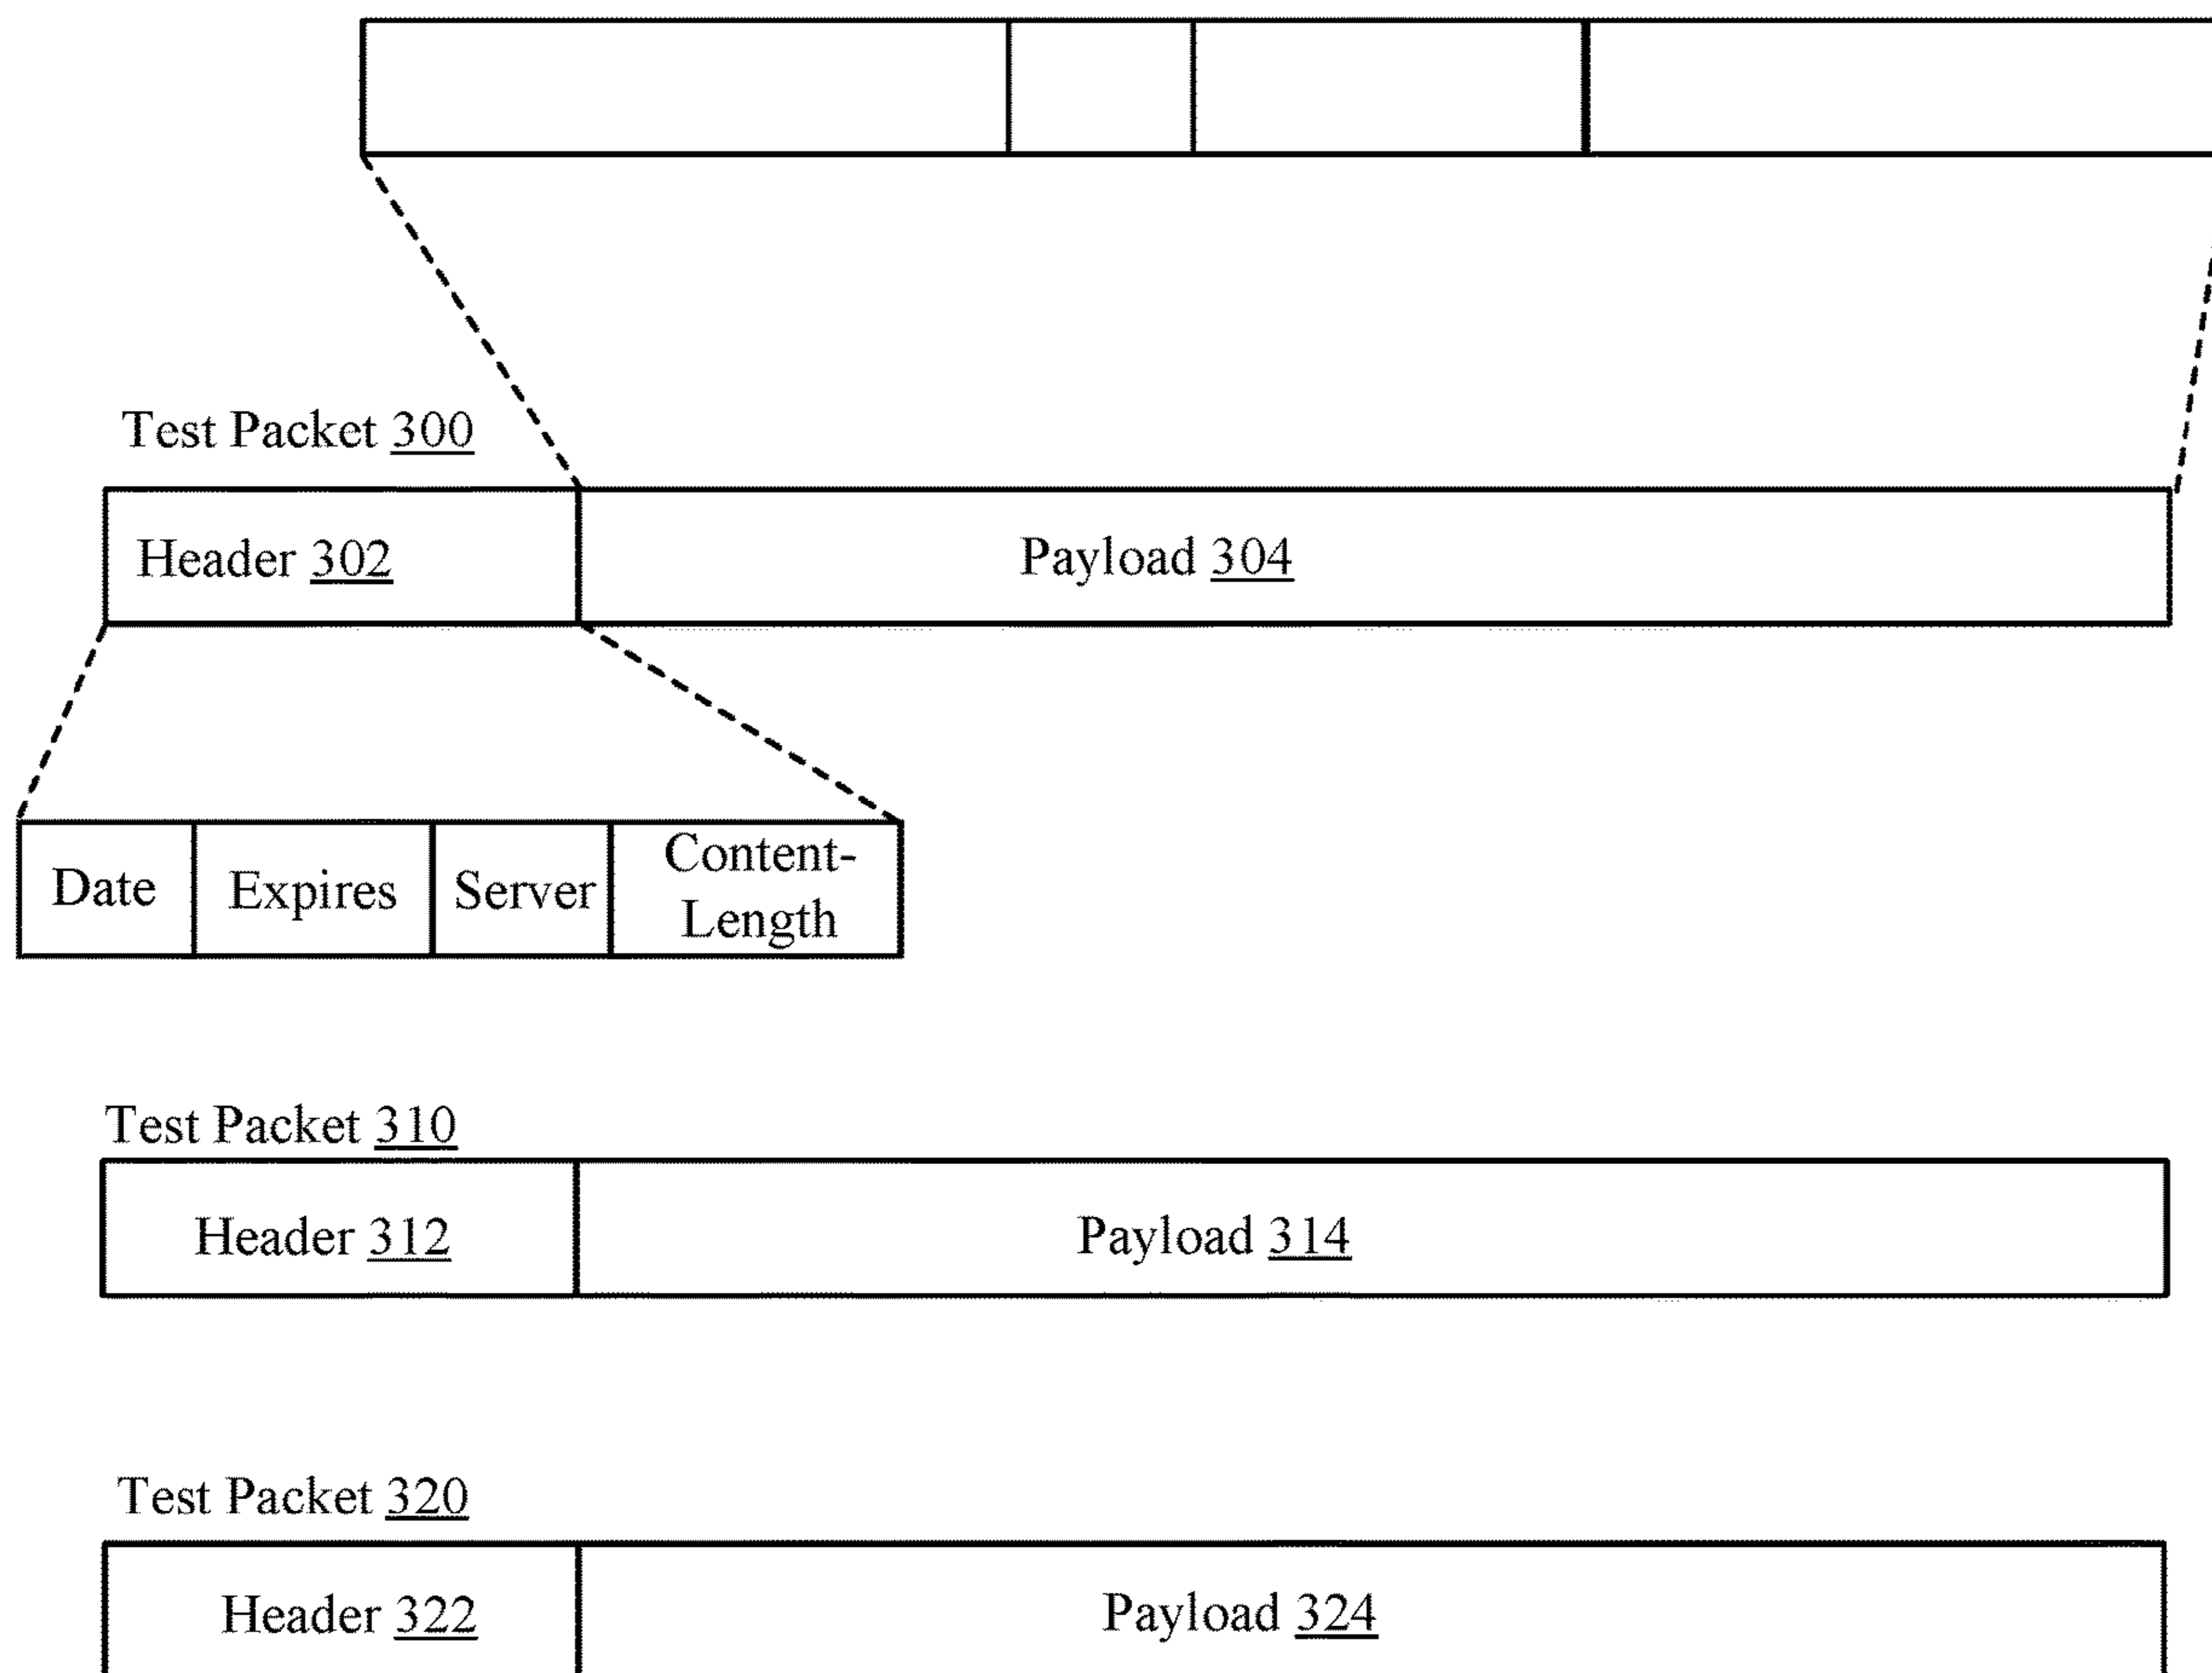 Test Packet 300
Header 302
Payload 304
Date
Expires
Server
Content-
Length
Test Packet 310
Header 312
Payload 314
Test Packet 320
Header 322
Payload 324